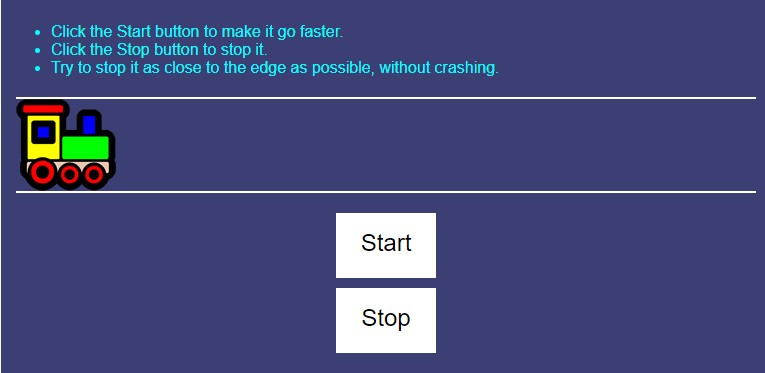 Click the Start button to make it go faster.
Click the Stop button to stop it.
Try to stop it as close to the edge as possible, without crashing.
Start
Stop